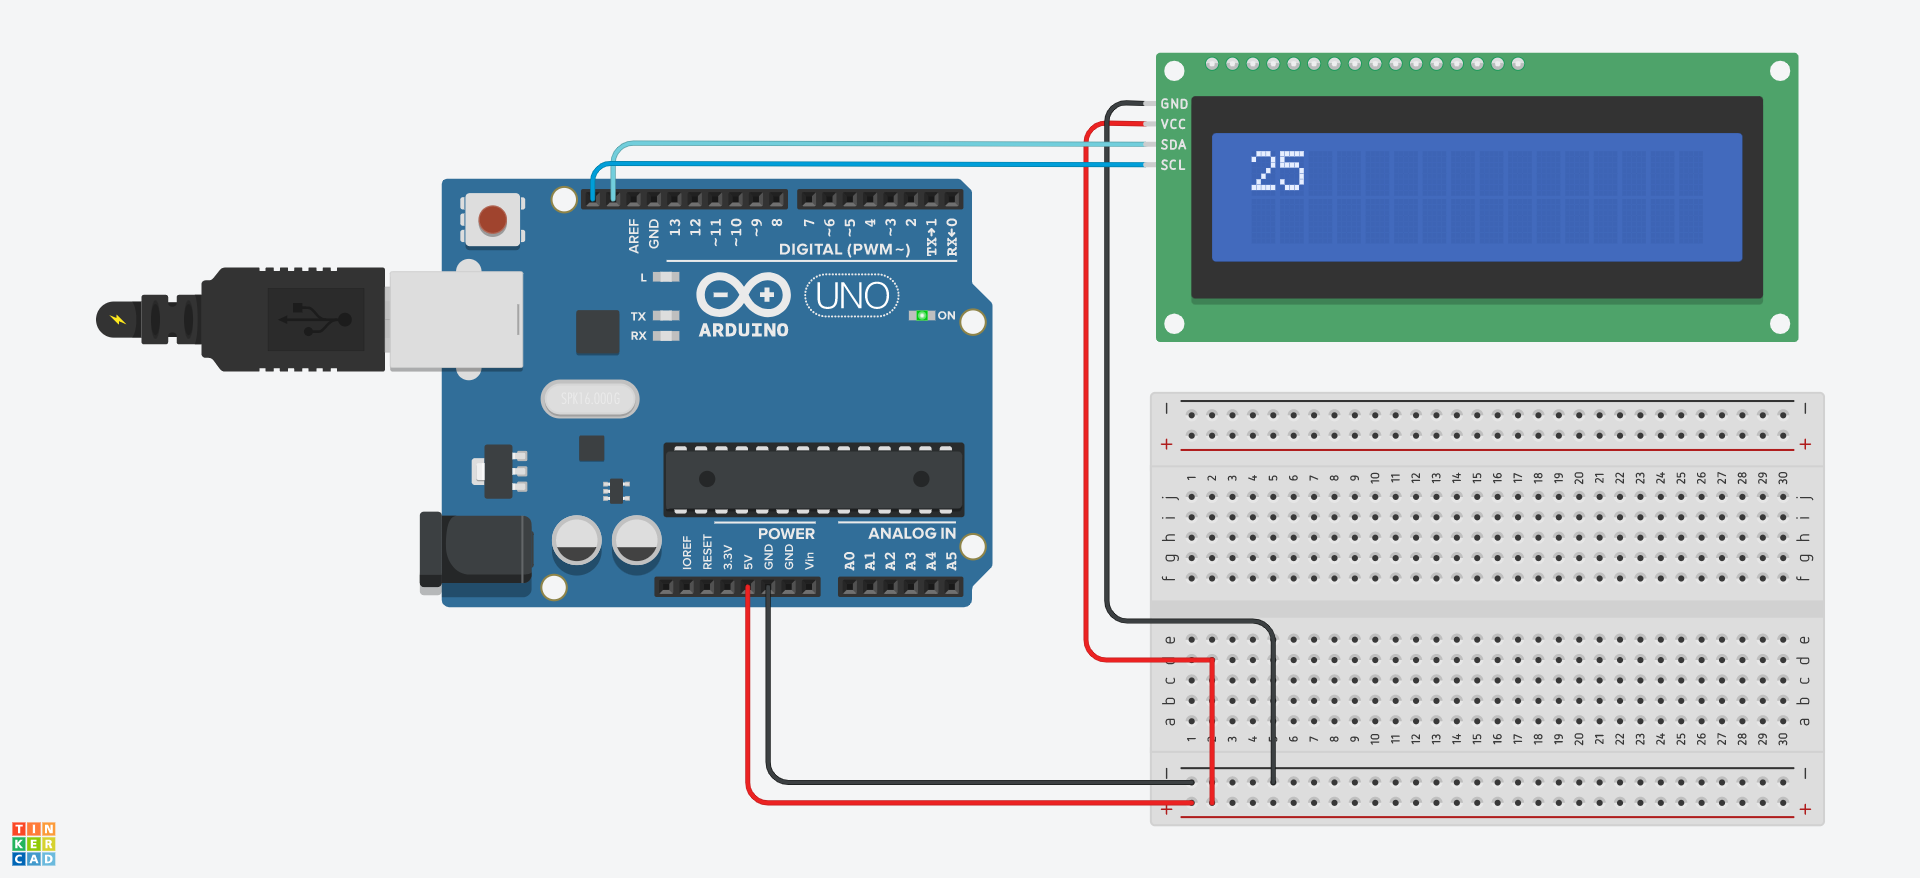 GND
VCC
SDA
SCL
25
AREF
GND
13
12
~11
~10
~9
8
7
~6
~5
4
~3
2
TX→1
RX←0
DIGITAL (PWM~)
L
TX
RX
ARDUINO
UNO
ON
SPK16.000G
POWER
ANALOG IN
IOREF
RESET
3.3V
5V
GND
GND
Vin
A0
A1
A2
A3
A4
A5
− −
+ +
1 2 3 4 5 6 7 8 9 10 11 12 13 14 15 16 17 18 19 20 21 22 23 24 25 26 27 28 29 30
j j
i i
h h
g g
f f
e e
d d
c c
b b
a a
1 2 3 4 5 6 7 8 9 10 11 12 13 14 15 16 17 18 19 20 21 22 23 24 25 26 27 28 29 30
− −
+ +
TIN
KER
CAD